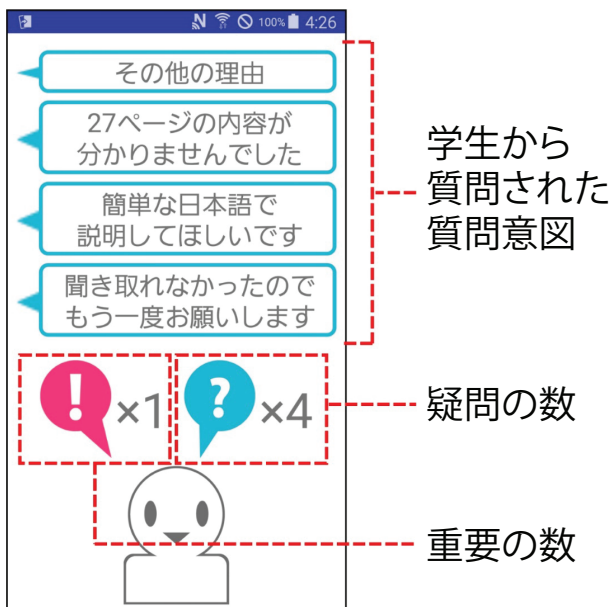 N 100% 4:26
その他の理由
27ページの内容が
分かりませんでした
簡単な日本語で
説明してほしいです
聞き取れなかったので
もう一度お願いします
! ×1 ? ×4
学生から
質問された
質問意図
疑問の数
重要の数